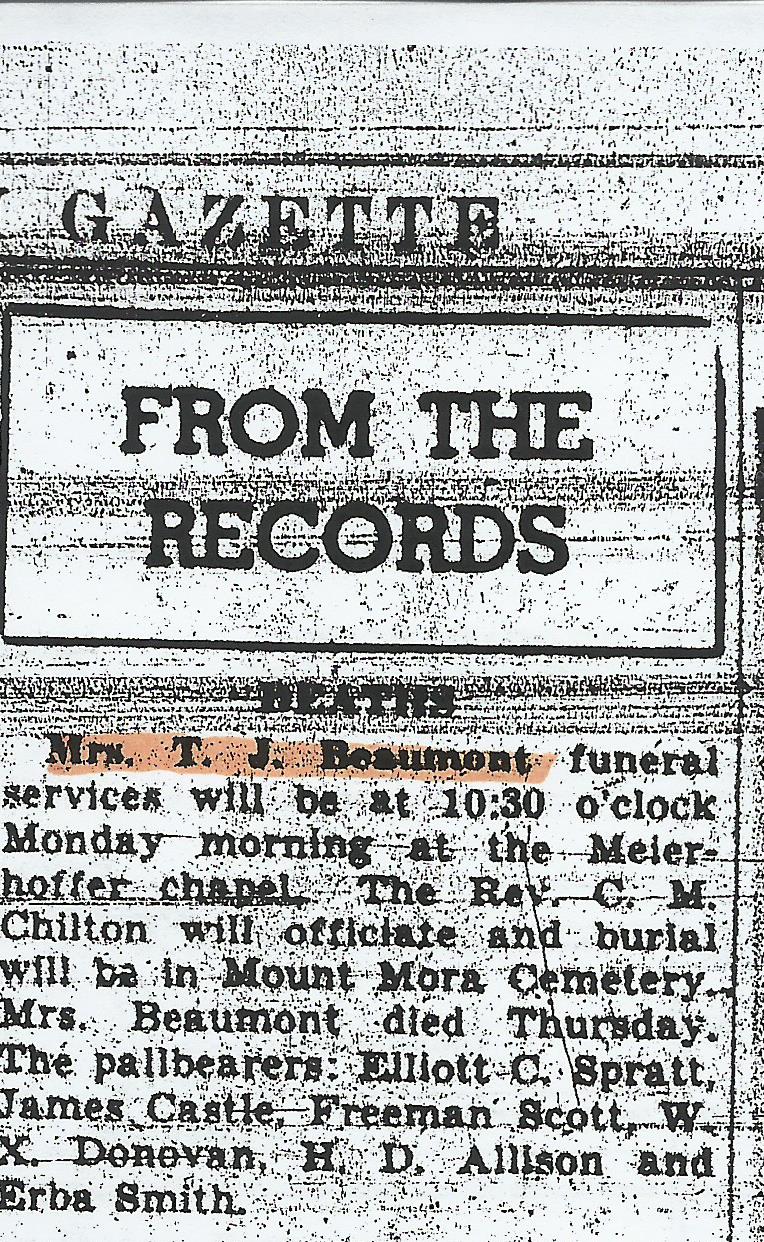 GAZETTE
FROM THE
RECORDS
DEATHS
Mrs. T. J. Beaumont funeral
services will be at 10:30 o'clock
Monday morning at the Meier-
hoffer chapel. The Rev. C. M.
Chilton will officiate and burial
will be in Mount Mora Cemetery.
Mrs. Beaumont died Thursday.
The pallbearers: Elliott C. Spratt,
James Castle, Freeman Scott, W.
X. Donovan, H. D. Allison and
Erba Smith.